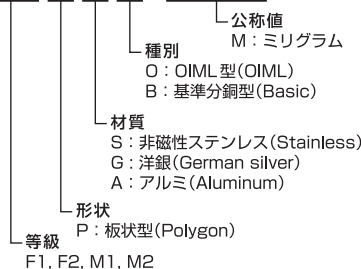 公称値
M：ミリグラム
種別
O：OIML型(OIML)
B：基準分銅型(Basic)
材質
S：非磁性ステンレス(Stainless)
G：洋銀(German silver)
A：アルミ(Aluminum)
形状
P：板状型(Polygon)
等級
F1, F2, M1, M2